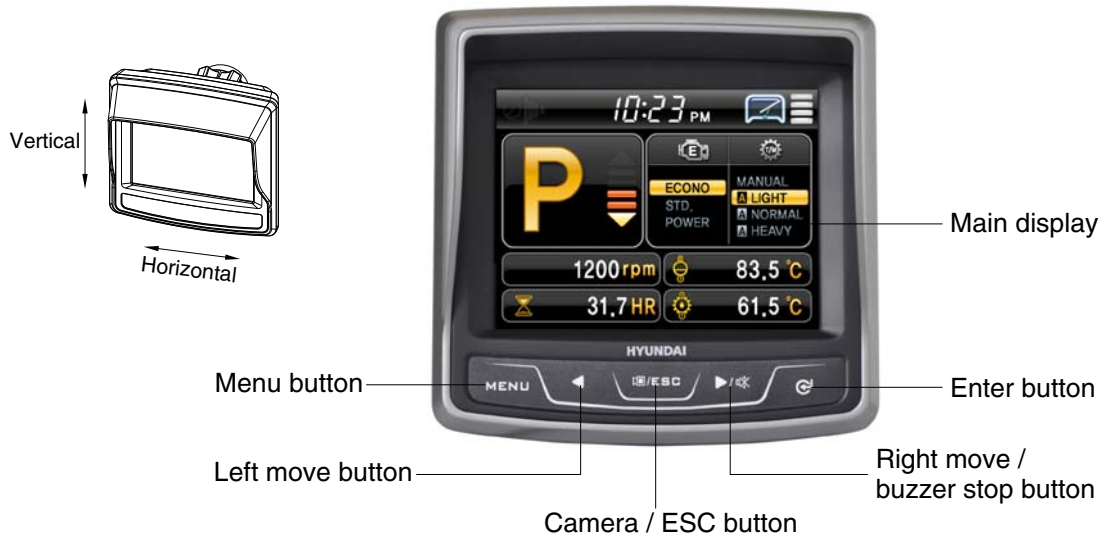 Vertical
Horizontal
10:23 PM
P
E
T/M
ECONO
STD.
POWER
MANUAL
A LIGHT
A NORMAL
A HEAVY
1200 rpm
83.5 °C
31.7 HR
61.5 °C
HYUNDAI
MENU
/ESC
/
Main display
Menu button
Enter button
Left move button
Right move /
buzzer stop button
Camera / ESC button